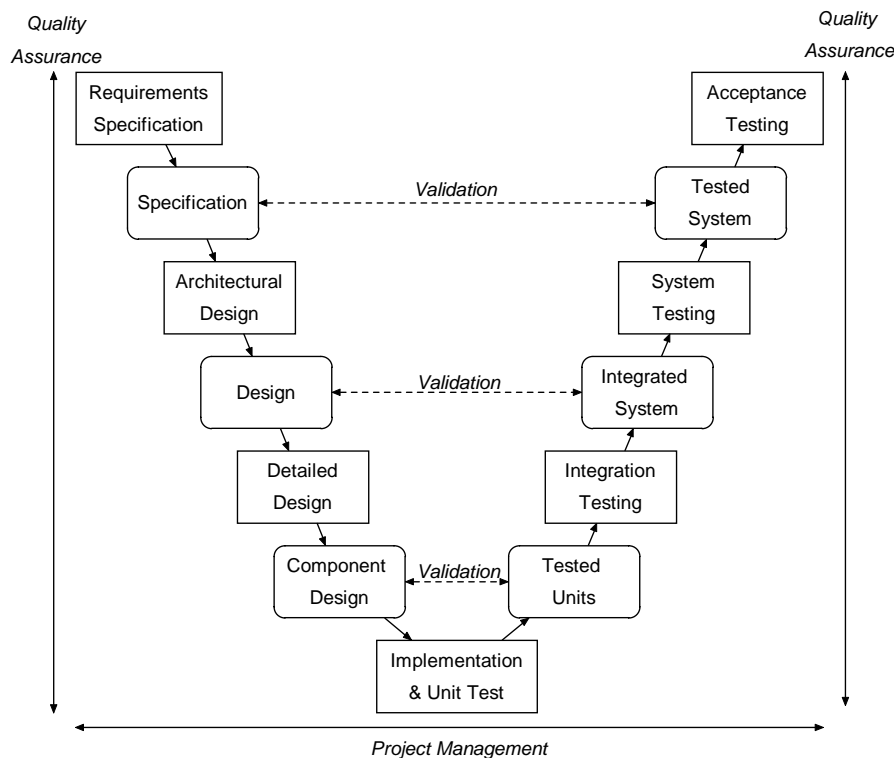 Quality
Assurance
Quality
Assurance
Requirements
Specification
Acceptance
Testing
Specification
Validation
Tested
System
Architectural
Design
System
Testing
Design
Validation
Integrated
System
Detailed
Design
Integration
Testing
Component
Design
Validation
Tested
Units
Implementation
& Unit Test
Project Management